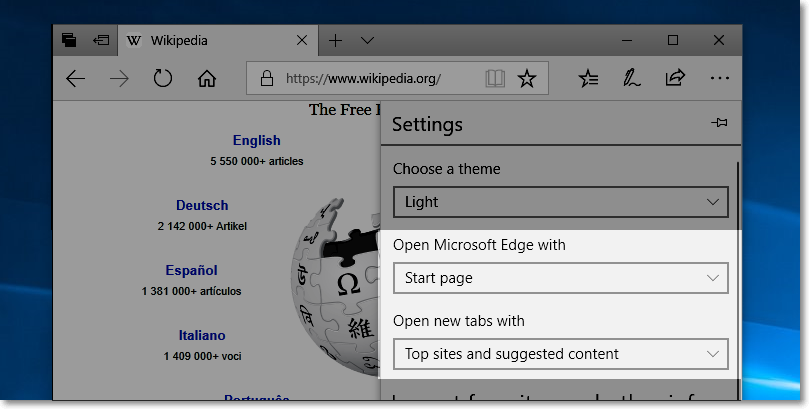 Wikipedia
https://www.wikipedia.org/
The Free
English
5 550 000+ articles
Deutsch
2 142 000+ Artikel
Español
1 381 000+ artículos
Italiano
1 409 000+ voci
Português
Ω
維
Settings
Choose a theme
Light
Open Microsoft Edge with
Start page
Open new tabs with
Top sites and suggested content